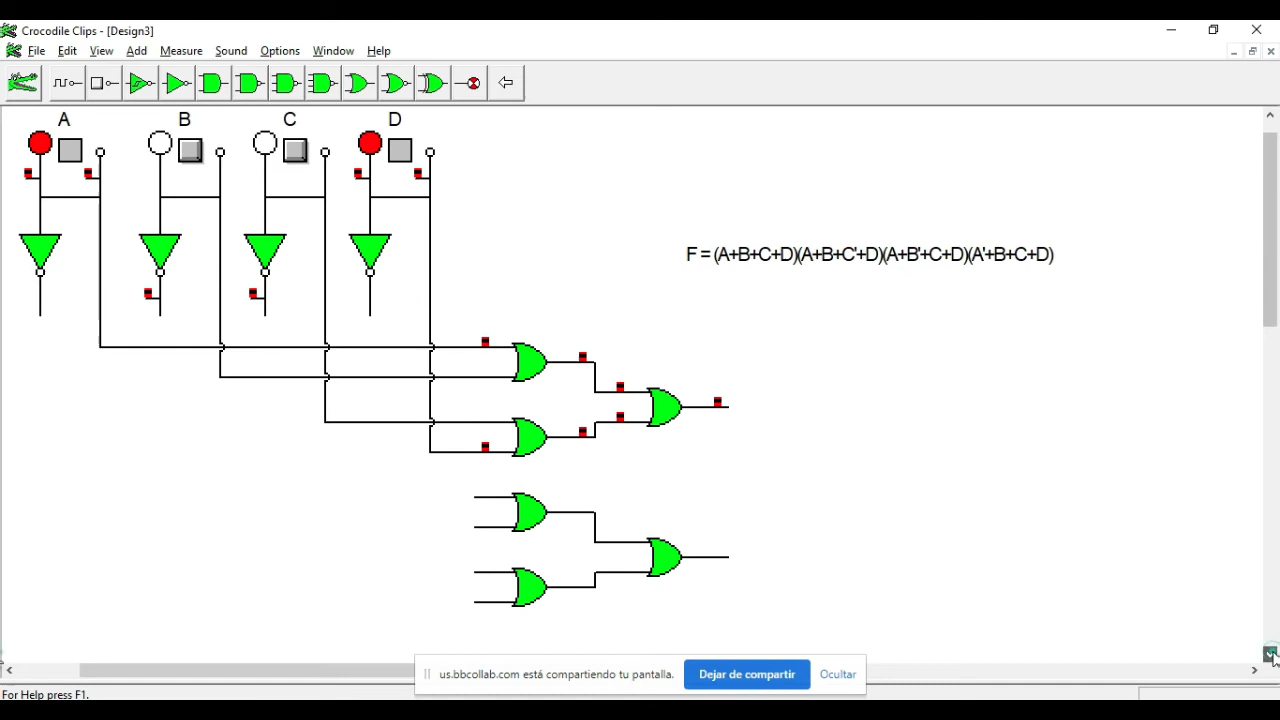 Crocodile Clips - [Design3]
File Edit View Add Measure Sound Options Window Help
A B C D
F = (A+B+C+D)(A+B+C'+D)(A+B'+C+D)(A'+B+C+D)
us.bbcollab.com está compartiendo tu pantalla. Dejar de compartir Ocultar
For Help press F1.